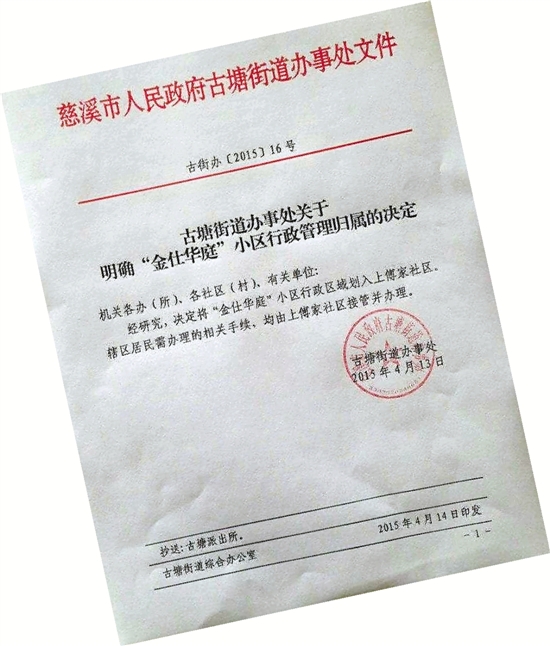 慈溪市人民政府古塘街道办事处文件
古街办〔2015〕16号
古塘街道办事处关于
明确“金仕华庭”小区行政管理归属的决定
机关各办（所）、各社区（村）、有关单位：
经研究，决定将“金仕华庭”小区行政区域划入上傅家社区。
辖区居民需办理的相关手续，均由上傅家社区接管并办理。
古塘街道办事处
2015年4月13日
抄送：古塘派出所。
古塘街道综合办公室
2015年4月14日印发
-1-